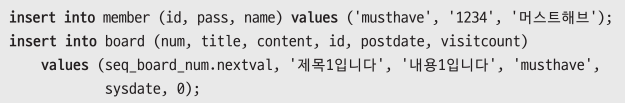 insert into member (id, pass, name) values ('musthave', '1234', '머스트해브');
insert into board (num, title, content, id, postdate, visitcount)
values (seq_board_num.nextval, '제목1입니다', '내용1입니다', 'musthave',
sysdate, 0);